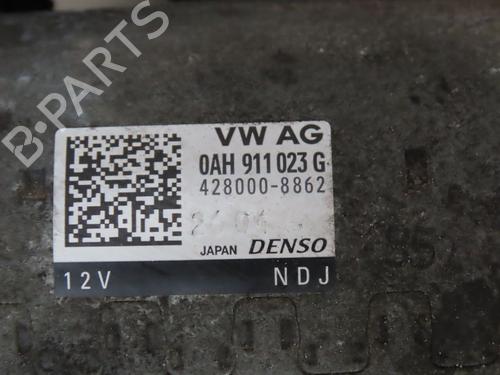 B-PARTS
VW AG
0AH 911 023 G
428000-8862
JAPAN DENSO
12V NDJ